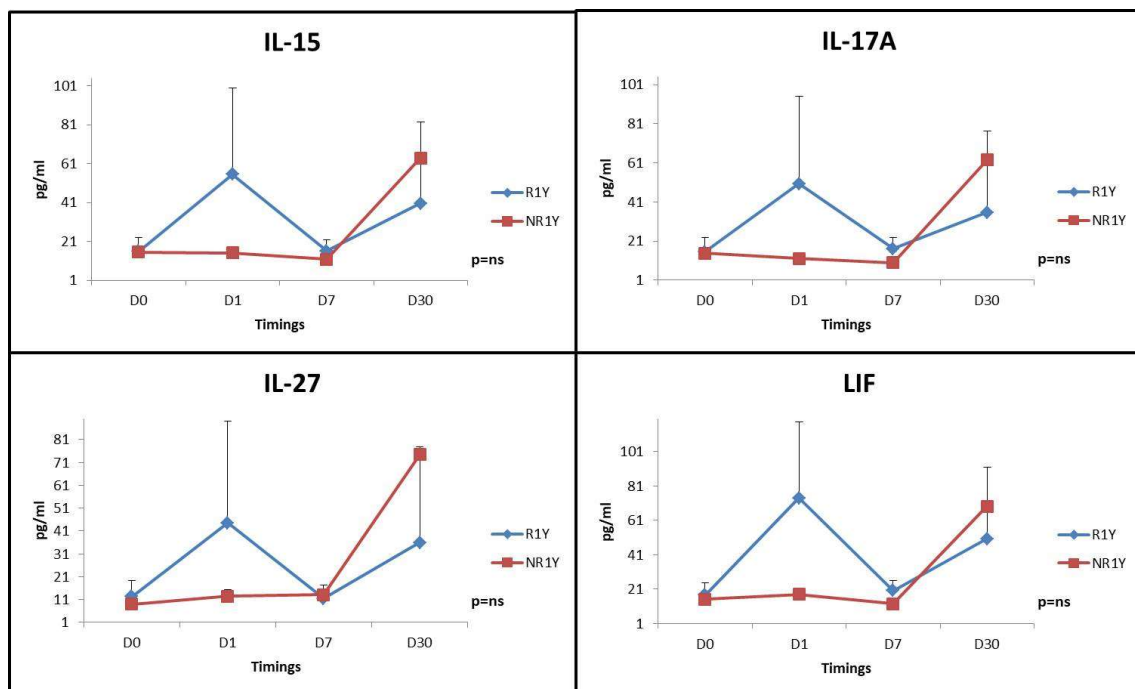 IL-15
101
81
61
41
21
1
pg/ml
D0 D1 D7 D30
Timings
R1Y
NR1Y
p=ns
IL-17A
101
81
61
41
21
1
pg/ml
D0 D1 D7 D30
Timings
R1Y
NR1Y
p=ns
IL-27
81
71
61
51
41
31
21
11
1
pg/ml
D0 D1 D7 D30
Timings
R1Y
NR1Y
p=ns
LIF
101
81
61
41
21
1
pg/ml
D0 D1 D7 D30
Timings
R1Y
NR1Y
p=ns